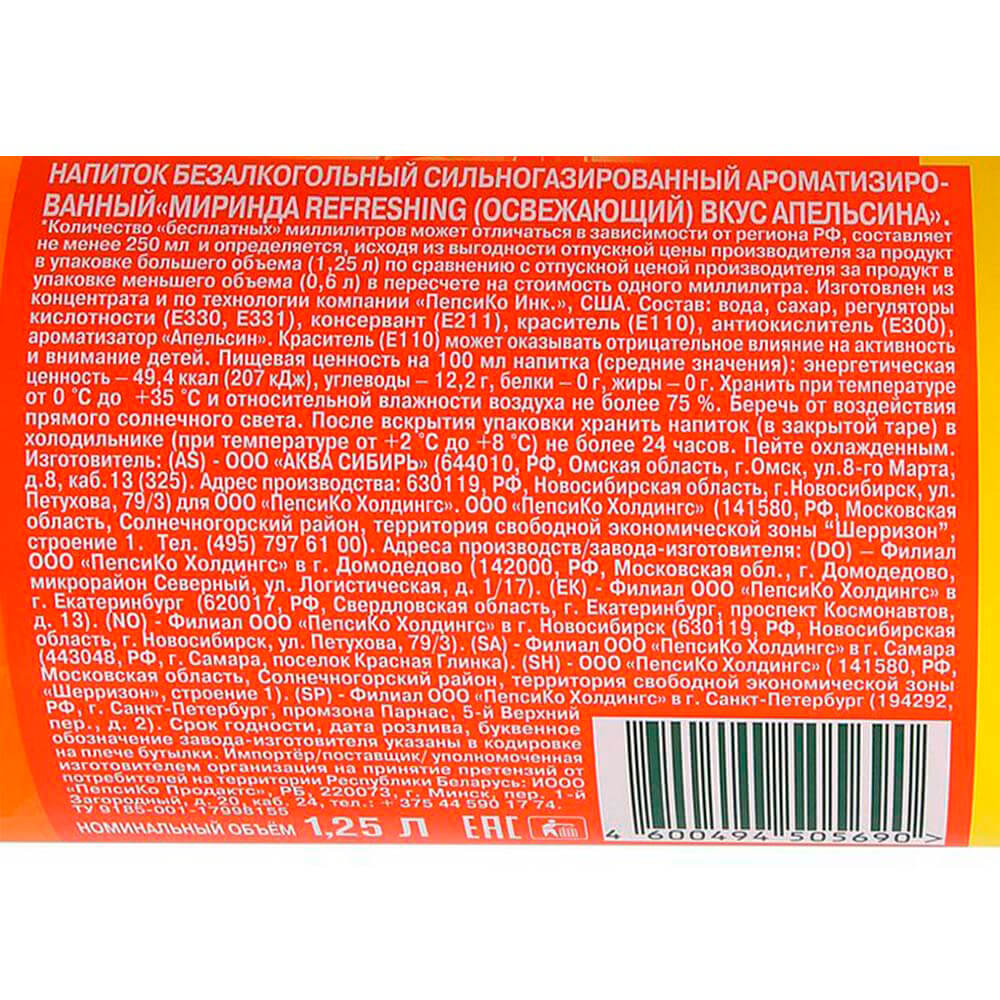 НАПИТОК БЕЗАЛКОГОЛЬНЫЙ СИЛЬНОГАЗИРОВАННЫЙ АРОМАТИЗИРО-
ВАННЫЙ«МИРИНДА REFRESHING (ОСВЕЖАЮЩИЙ) ВКУС АПЕЛЬСИНА».
*Количество «бесплатных» миллилитров может отличаться в зависимости от региона РФ, составляет
не менее 250 мл и определяется, исходя из выгодности отпускной цены производителя за продукт
в упаковке большего объема (1,25 л) по сравнению с отпускной ценой производителя за продукт в
упаковке меньшего объема (0,6 л) в пересчете на стоимость одного миллилитра. Изготовлен из
концентрата и по технологии компании «ПепсиКо Инк.», США. Состав: вода, сахар, регуляторы
кислотности (Е330, Е331), консервант (Е211), краситель (Е110), антиокислитель (Е300),
ароматизатор «Апельсин». Краситель (Е110) может оказывать отрицательное влияние на активность
и внимание детей. Пищевая ценность на 100 мл напитка (средние значения): энергетическая
ценность – 49,4 ккал (207 кДж), углеводы – 12,2 г, белки – 0 г, жиры – 0 г. Хранить при температуре
от 0 °С до +35 °С и относительной влажности воздуха не более 75 %. Беречь от воздействия
прямого солнечного света. После вскрытия упаковки хранить напиток (в закрытой таре) в
холодильнике (при температуре от +2 °С до +8 °С) не более 24 часов. Пейте охлажденным.
Изготовитель: (AS) - ООО «АКВА СИБИРЬ» (644010, РФ, Омская область, г.Омск, ул.8-го Марта,
д.8, каб.13 (325). Адрес производства: 630119, РФ, Новосибирская область, г.Новосибирск, ул.
Петухова, 79/3) для ООО «ПепсиКо Холдингс». ООО «ПепсиКо Холдингс» (141580, РФ, Московская
область, Солнечногорский район, территория свободной экономической зоны "Шерризон",
строение 1. Тел. (495) 797 61 00). Адреса производств/завода-изготовителя: (DO) – Филиал
ООО «ПепсиКо Холдингс» в г. Домодедово (142000, РФ, Московская обл., г. Домодедово,
микрорайон Северный, ул. Логистическая, д. 1/17). (EK) - Филиал ООО «ПепсиКо Холдингс» в
г. Екатеринбург (620017, РФ, Свердловская область, г. Екатеринбург, проспект Космонавтов,
д. 13). (NO) - Филиал ООО «ПепсиКо Холдингс» в г. Новосибирск (630119, РФ, Новосибирская
область, г. Новосибирск, ул. Петухова, 79/3). (SA) - Филиал ООО «ПепсиКо Холдингс» в г. Самара
(443048, РФ, г. Самара, поселок Красная Глинка). (SH) - ООО «ПепсиКо Холдингс» ( 141580, РФ,
Московская область, Солнечногорский район, территория свободной экономической зоны
«Шерризон», строение 1). (SP) - Филиал ООО «ПепсиКо Холдингс» в г. Санкт-Петербург (194292,
РФ, г. Санкт-Петербург, промзона Парнас, 5-й Верхний
пер., д. 2). Срок годности, дата розлива, буквенное
обозначение завода-изготовителя указаны в кодировке
на плече бутылки. Импортёр/поставщик/ уполномоченная
изготовителем организация на принятие претензий от
потребителей на территории Республики Беларусь: ИООО
«ПепсиКо Продактс», РБ, 220073, г. Минск, пер. 1-й
Загородный, д. 20, каб. 24, тел.: + 375 44 590 17 74.
ТУ 9185-001-17998155
НОМИНАЛЬНЫЙ ОБЪЁМ 1,25 Л EAC
4 600494 505690 >